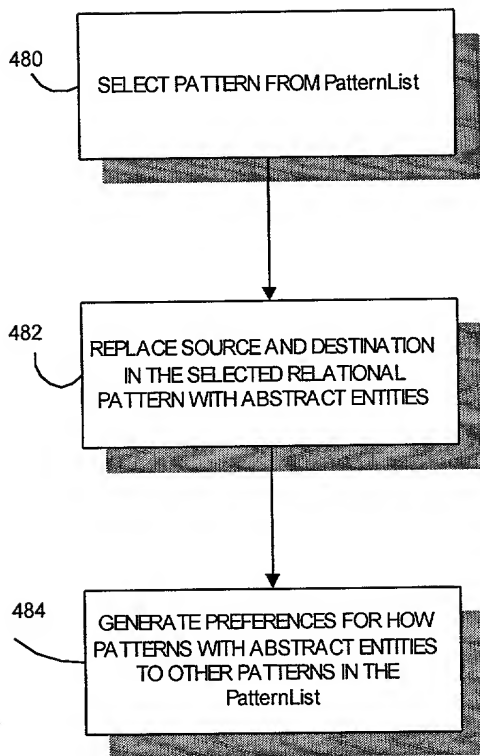 480
SELECT PATTERN FROM PatternList
482
REPLACE SOURCE AND DESTINATION
IN THE SELECTED RELATIONAL
PATTERN WITH ABSTRACT ENTITIES
484
GENERATE PREFERENCES FOR HOW
PATTERNS WITH ABSTRACT ENTITIES
TO OTHER PATTERNS IN THE
PatternList